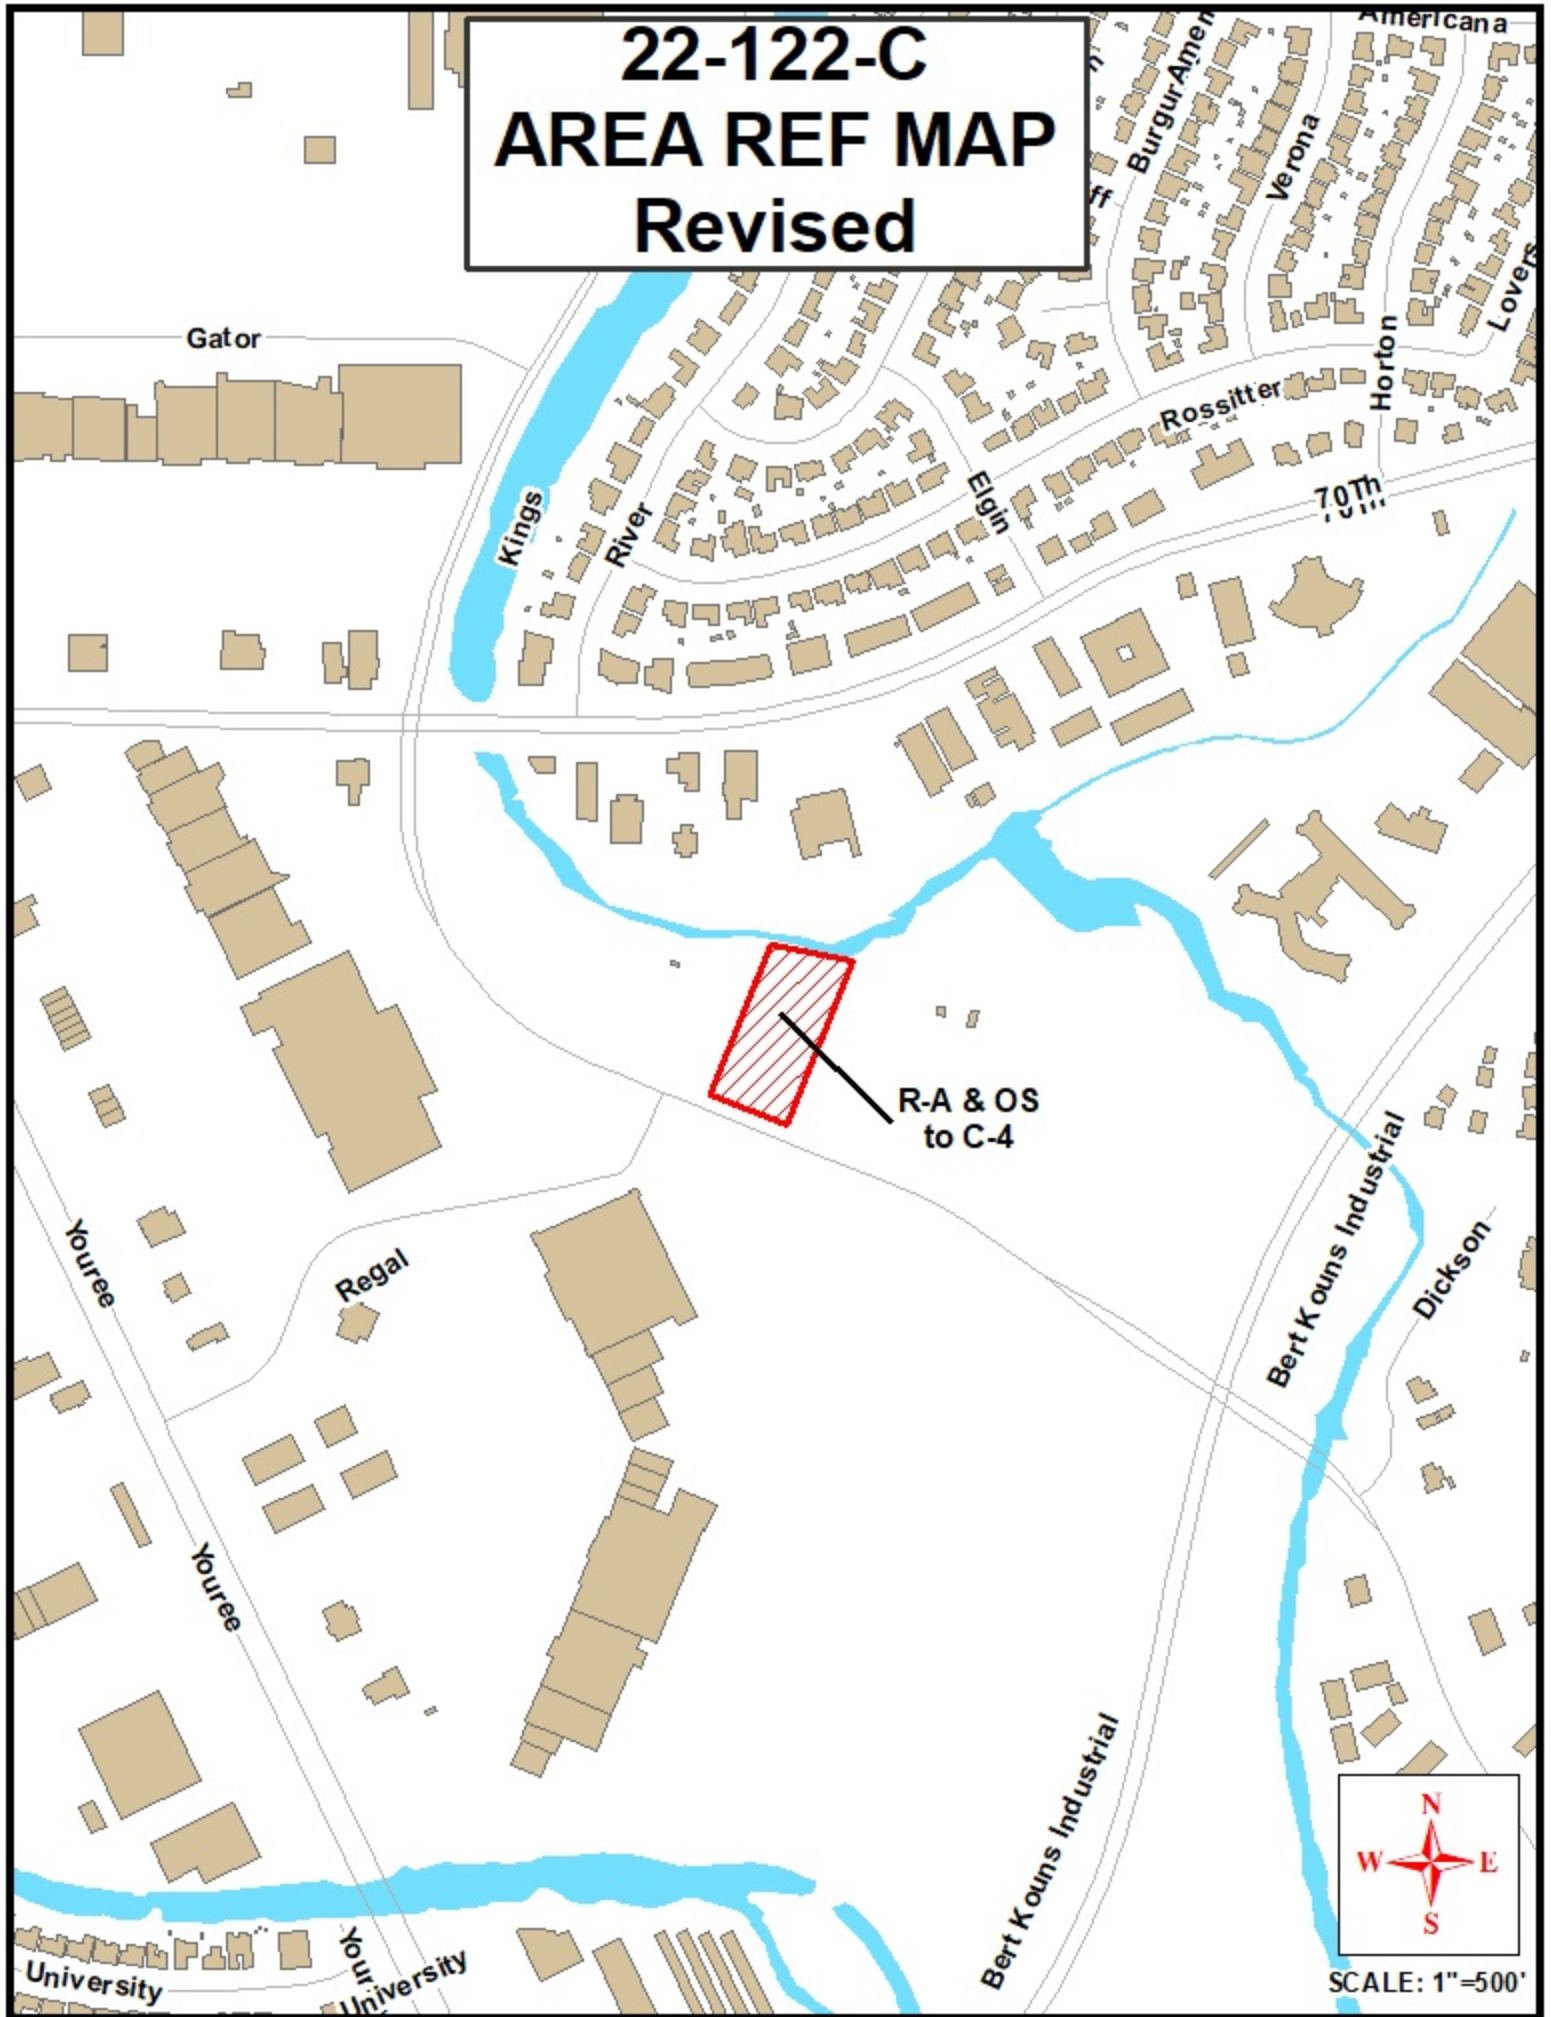 22-122-C
AREA REF MAP
Revised
Americana
Burgur
Verona
Lovers
Gator
Horton
Rossitter
70Th
70Th
Kings
River
Elgin
R-A & OS
to C-4
Bert Kouns Industrial
Dickson
Youree
Regal
Youree
Bert Kouns Industrial
N
W E
S
University
University
SCALE: 1"=500'